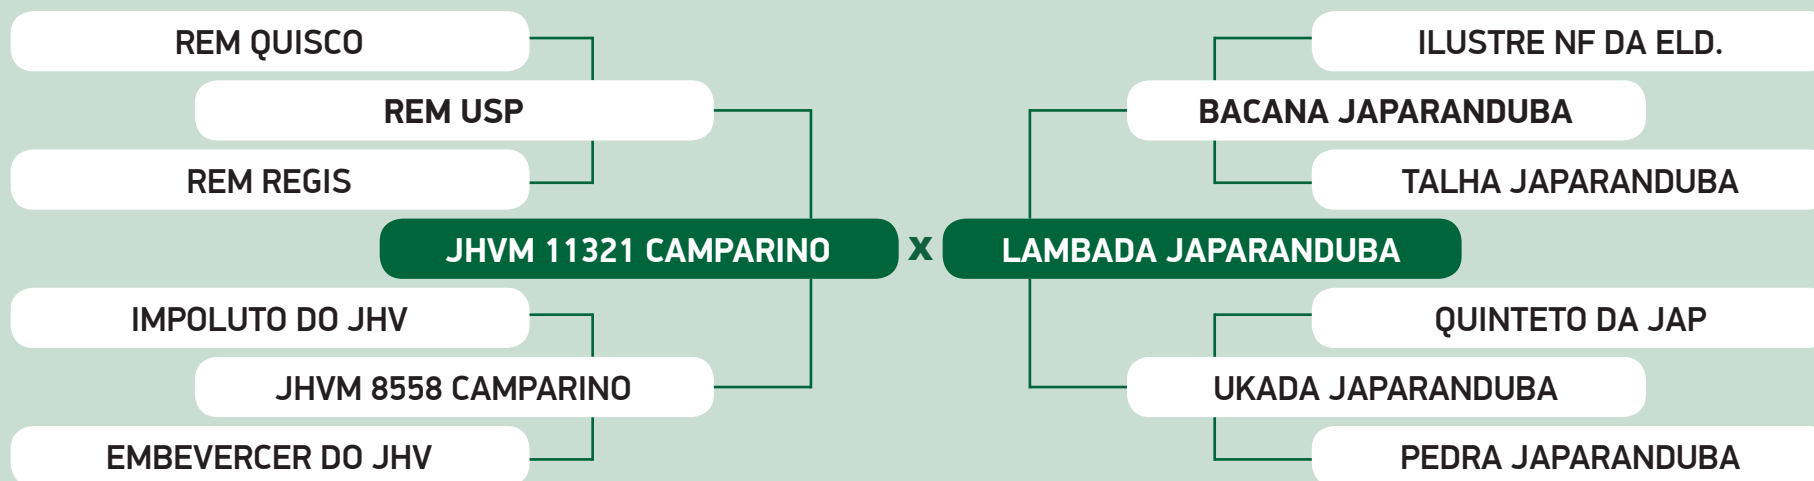 REM QUISCO
ILUSTRE NF DA ELD.
REM USP
BACANA JAPARANDUBA
REM REGIS
TALHA JAPARANDUBA
JHVM 11321 CAMPARINO X LAMBADA JAPARANDUBA
IMPOLUTO DO JHV
QUINTETO DA JAP
JHVM 8558 CAMPARINO
UKADA JAPARANDUBA
EMBEVERCER DO JHV
PEDRA JAPARANDUBA